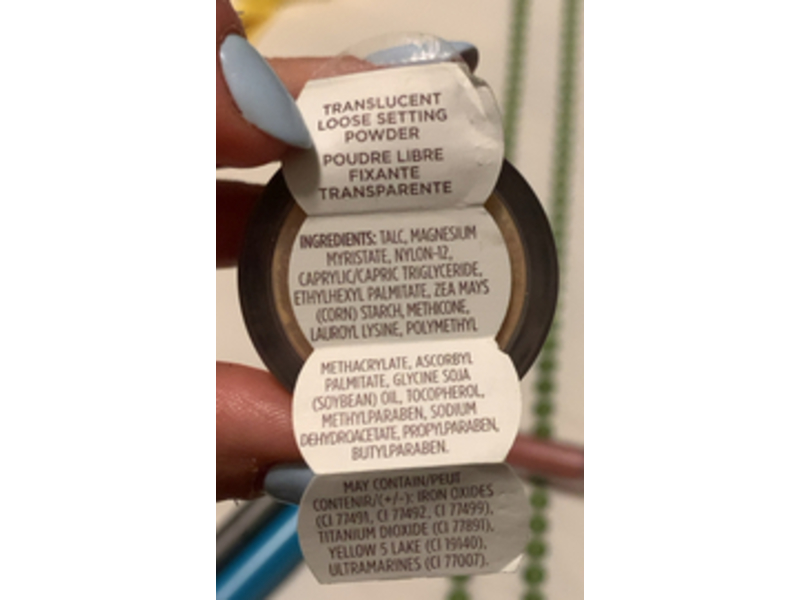 TRANSLUCENT
LOOSE SETTING
POWDER
POUDRE LIBRE
FIXANTE
TRANSPARENTE
INGREDIENTS: TALC, MAGNESIUM
MYRISTATE, NYLON-12,
CAPRYLIC/CAPRIC TRIGLYCERIDE,
ETHYLHEXYL PALMITATE, ZEA MAYS
(CORN) STARCH, METHICONE,
LAUROYL LYSINE, POLYMETHYL
METHACRYLATE, ASCORBYL
PALMITATE, GLYCINE SOJA
(SOYBEAN) OIL, TOCOPHEROL,
METHYLPARABEN, SODIUM
DEHYDROACETATE, PROPYLPARABEN,
BUTYLPARABEN.
MAY CONTAIN/PEUT
CONTENIR/(+/-): IRON OXIDES
(CI 77491, CI 77492, CI 77499),
TITANIUM DIOXIDE (CI 77891),
YELLOW 5 LAKE (CI 19140),
ULTRAMARINES (CI 77007).